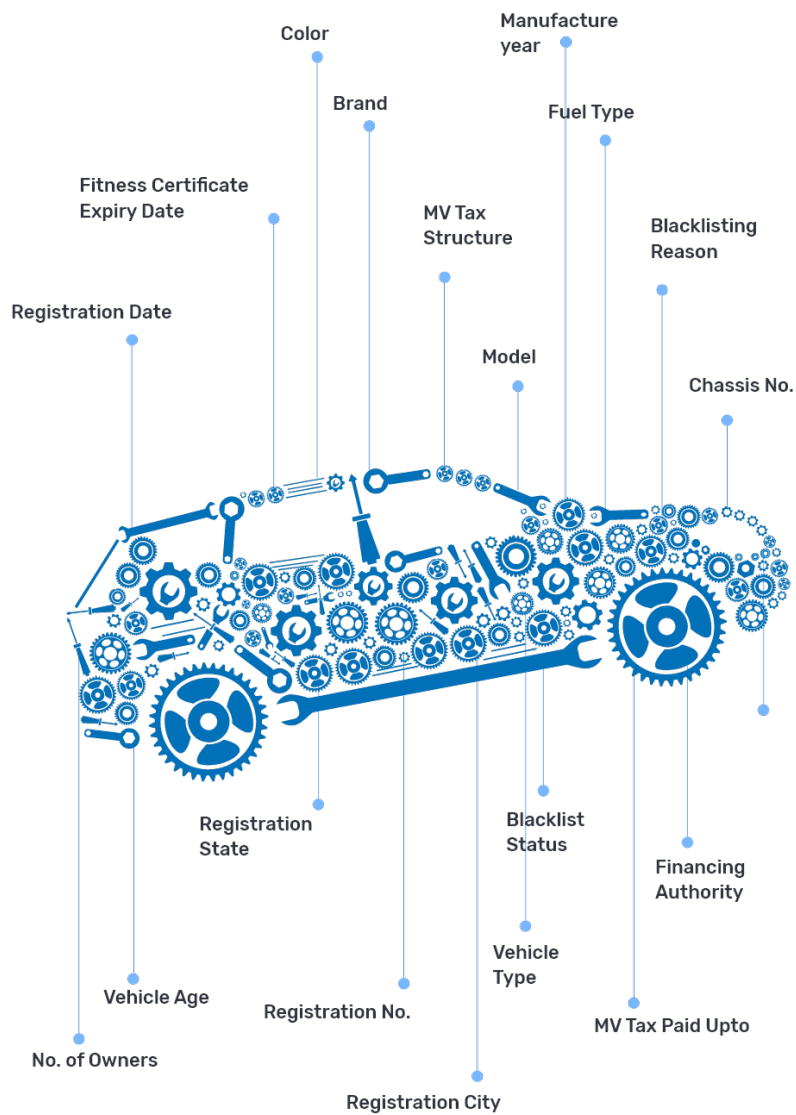 Manufacture
year
Color
Brand
Fuel Type
Fitness Certificate
Expiry Date
MV Tax
Structure
Blacklisting
Reason
Registration Date
Model
Chassis No.
Registration
State
Blacklist
Status
Financing
Authority
Vehicle
Type
Vehicle Age
Registration No.
MV Tax Paid Upto
No. of Owners
Registration City